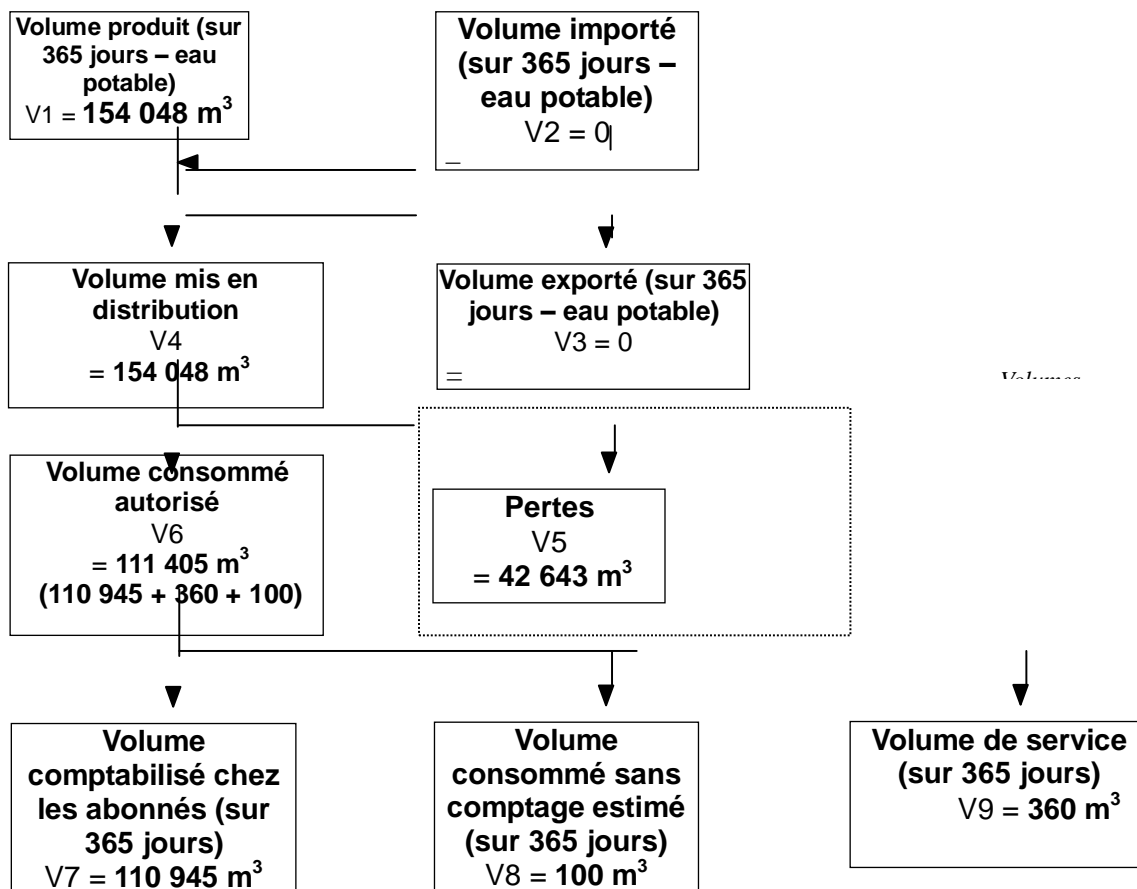 Volume produit (sur
365 jours – eau
potable)
V1 = 154 048 m³
Volume importé
(sur 365 jours –
eau potable)
V2 = 0
Volume mis en
distribution
V4
= 154 048 m³
Volume exporté (sur 365
jours – eau potable)
V3 = 0
=
Volumes
Volume consommé
autorisé
V6
= 111 405 m³
(110 945 + 360 + 100)
Pertes
V5
= 42 643 m³
Volume
comptabilisé chez
les abonnés (sur
365 jours)
V7 = 110 945 m³
Volume
consommé sans
comptage estimé
(sur 365 jours)
V8 = 100 m³
Volume de service
(sur 365 jours)
V9 = 360 m³